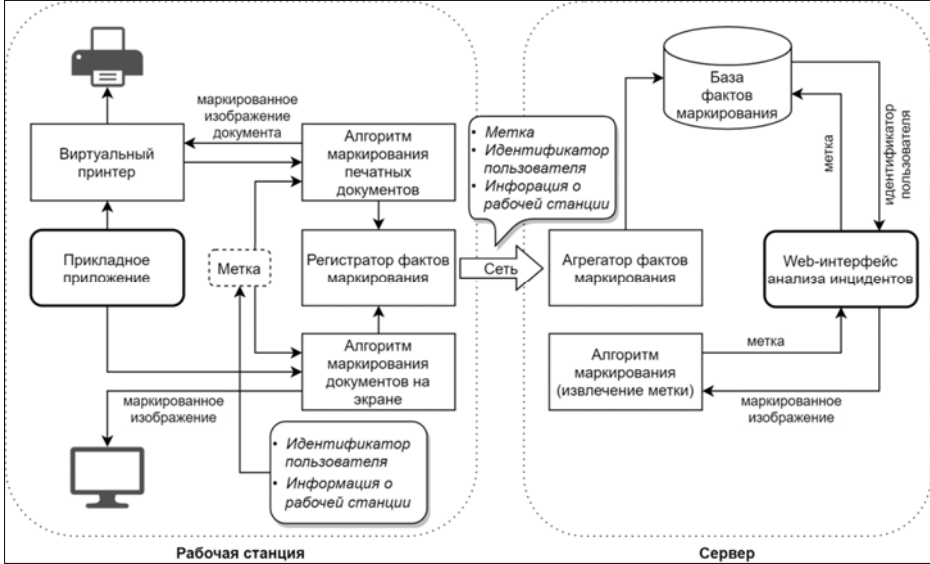 маркированное
изображение
документа
Виртуальный
принтер
Алгоритм
маркирования
печатных
документов
Прикладное
приложение
Метка
Регистратор фактов
маркирования
Алгоритм
маркирования
документов на
экране
маркированное
изображение
• Идентификатор
пользователя
• Информация о
рабочей станции
Рабочая станция
• Метка
• Идентификатор
пользователя
• Инфорация о
рабочей станции
Сеть
База
фактов
маркирования
метка
идентификатор
пользователя
Агрегатор фактов
маркирования
Web-интерфейс
анализа инцидентов
Алгоритм
маркирования
(извлечение метки)
метка
маркированное
изображение
Сервер